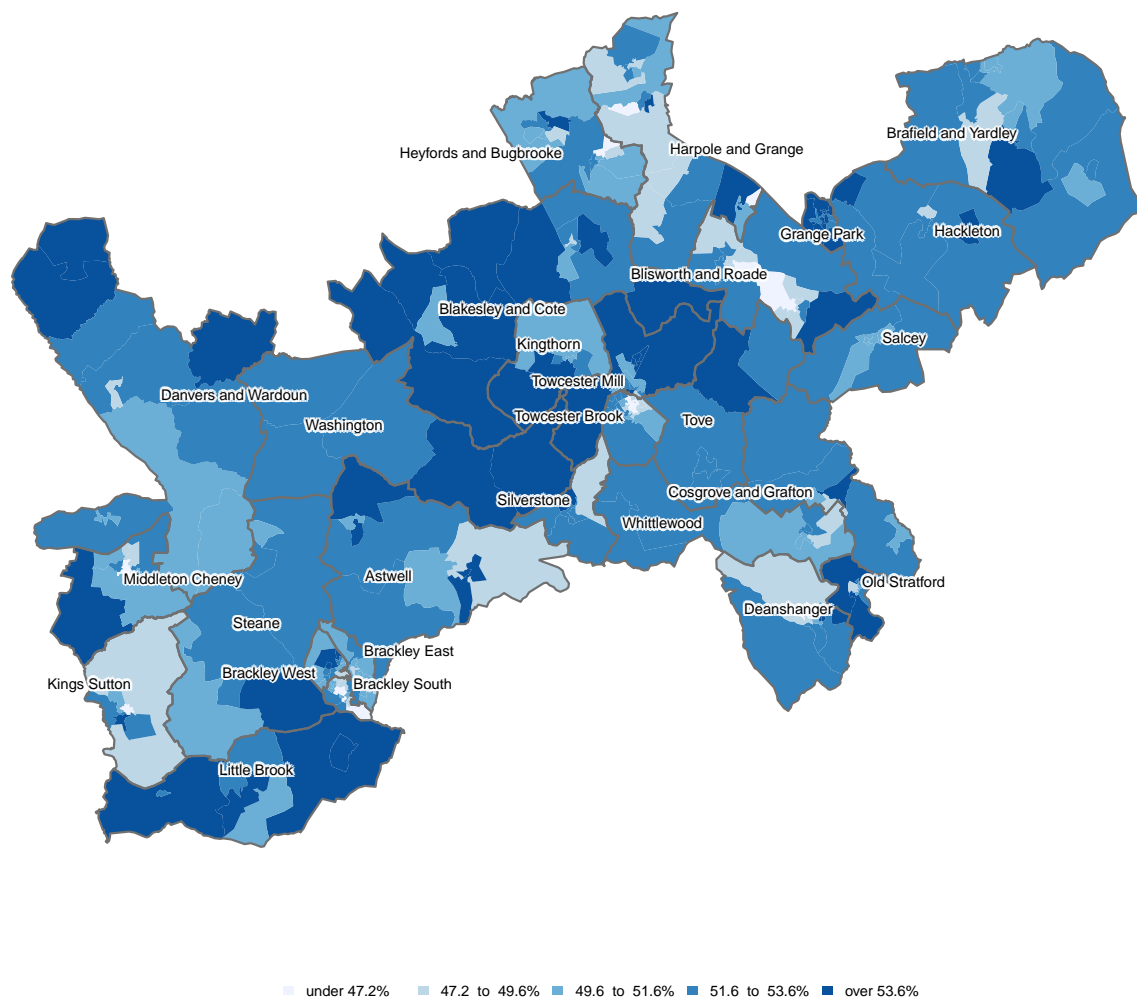 Brafield and Yardley
Heyfords and Bugbrooke
Harpole and Grange
Grange Park
Hackleton
Blisworth and Roade
Blakesley and Cote
Salcey
Kingthorn
Towcester Mill
Danvers and Wardoun
Towcester Brook
Tove
Washington
Cosgrove and Grafton
Silverstone
Whittlewood
Middleton Cheney
Astwell
Old Stratford
Deanshanger
Steane
Brackley East
Brackley West
Brackley South
Kings Sutton
Little Brook
under 47.2% 47.2 to 49.6% 49.6 to 51.6% 51.6 to 53.6% over 53.6%